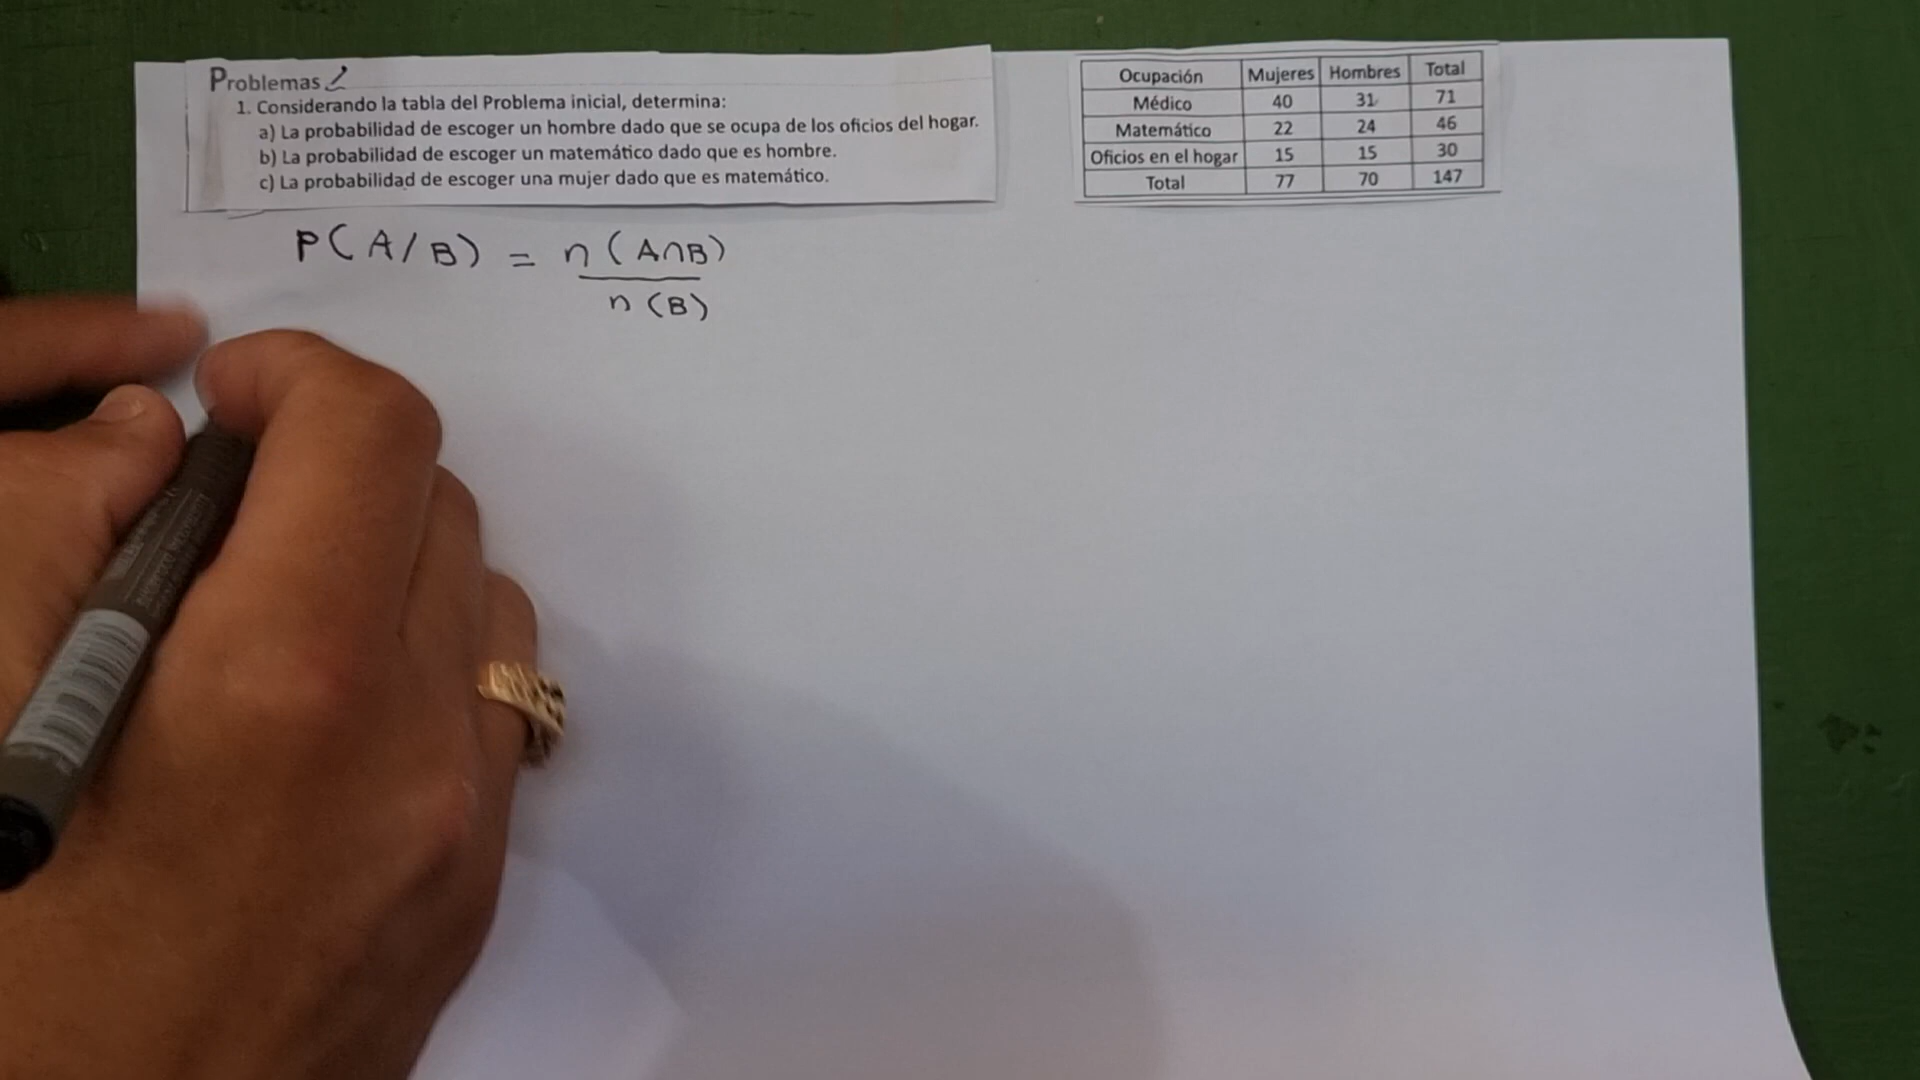 Problemas
1. Considerando la tabla del Problema inicial, determina:
a) La probabilidad de escoger un hombre dado que se ocupa de los oficios del hogar.
b) La probabilidad de escoger un matemático dado que es hombre.
c) La probabilidad de escoger una mujer dado que es matemático.
Ocupación Mujeres Hombres Total
Médico 40 31 71
Matemático 22 24 46
Oficios en el hogar 15 15 30
Total 77 70 147
P(A/B) = n(A∩B)
n(B)